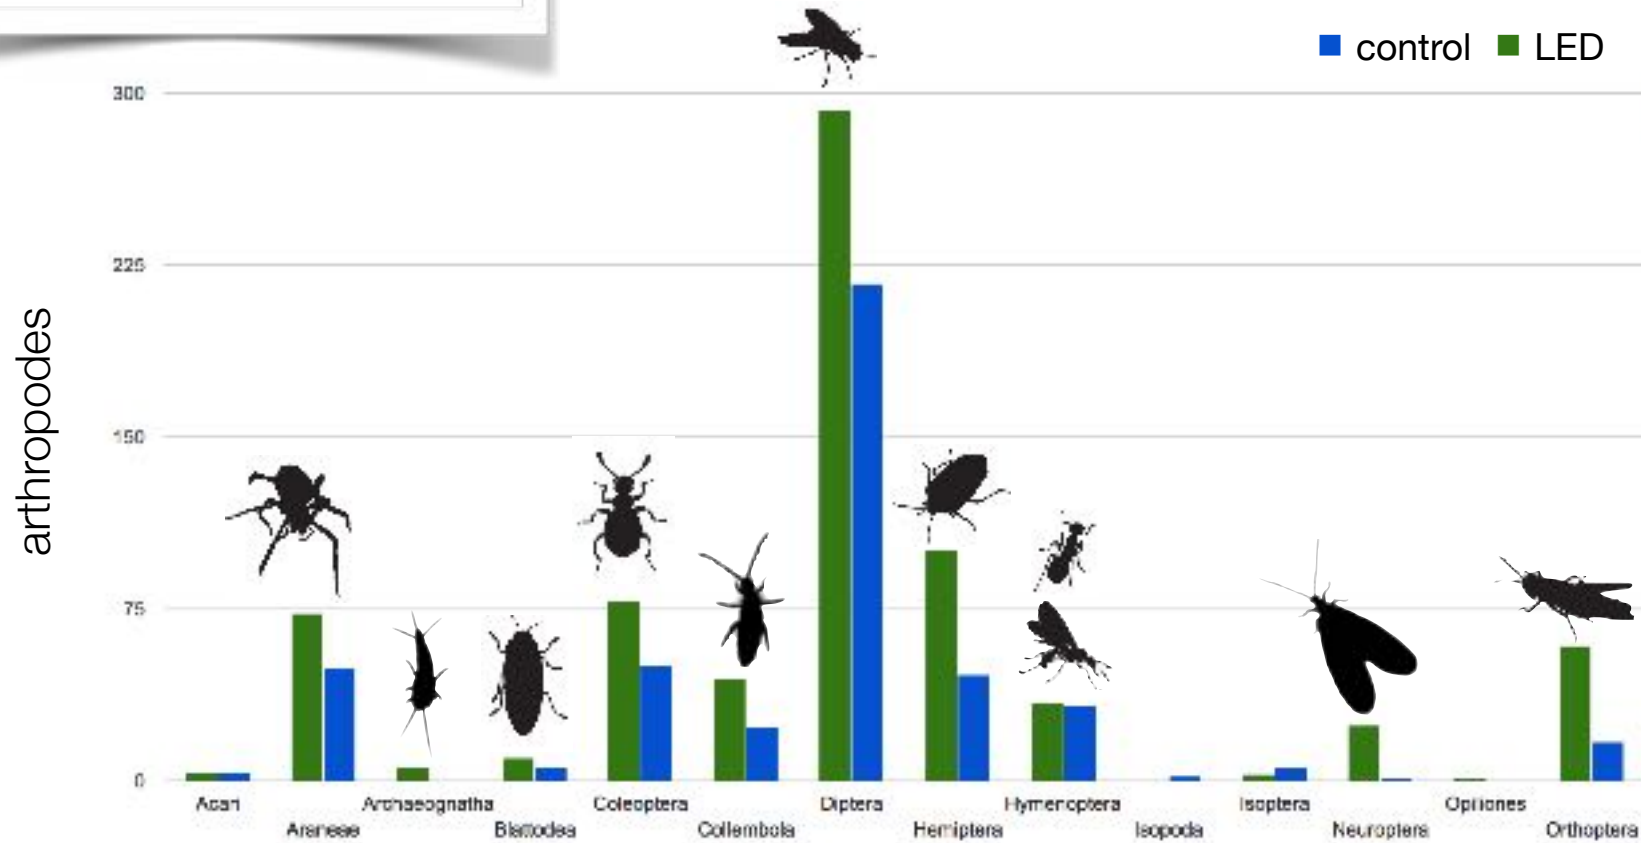 control LED
300
225
150
75
0
arthropodes
Acari
Araneae
Archaeognatha
Blattodea
Coleoptera
Collembola
Diptera
Hemiptera
Hymenoptera
Isopoda
Isoptera
Neuroptera
Opiliones
Orthoptera